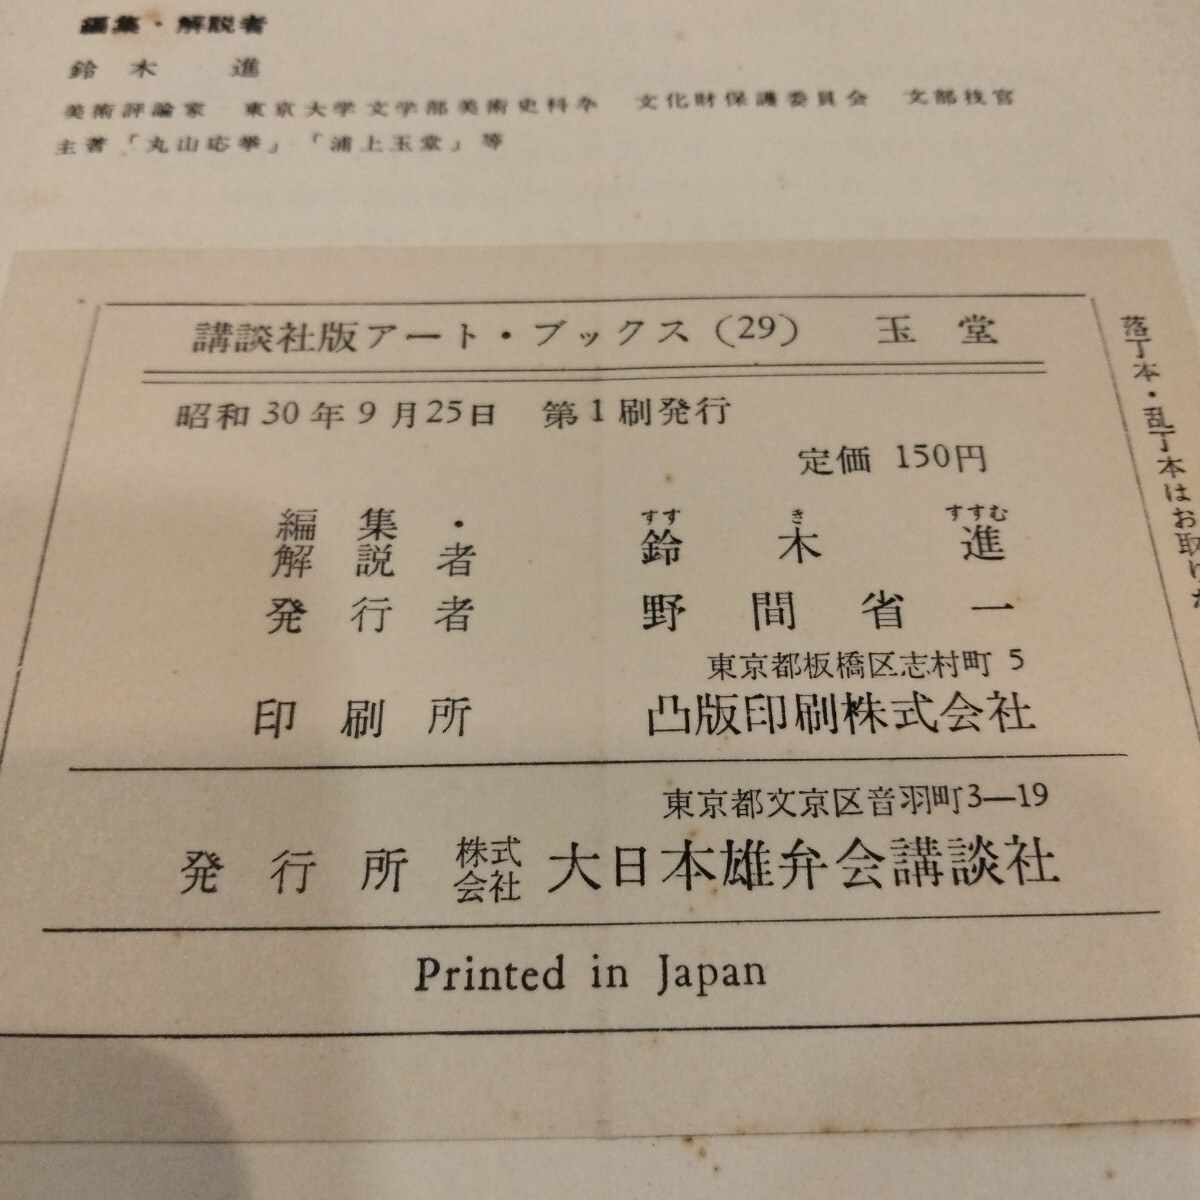 編集・解説者
鈴木 進
美術評論家 東京大学文学部美術史科卒 文化財保護委員会 文部技官
主著「丸山応挙」「浦上玉堂」等
講談社版アート・ブックス(29) 玉堂
昭和30年9月25日 第1刷発行
定価 150円
編集・解説者 鈴木進
すずきすすむ
発行者 野間省一
東京都板橋区志村町5
印刷所 凸版印刷株式会社
東京都文京区音羽町3—19
発行所 株式会社 大日本雄弁会講談社
Printed in Japan
落丁本・乱丁本はお取りか